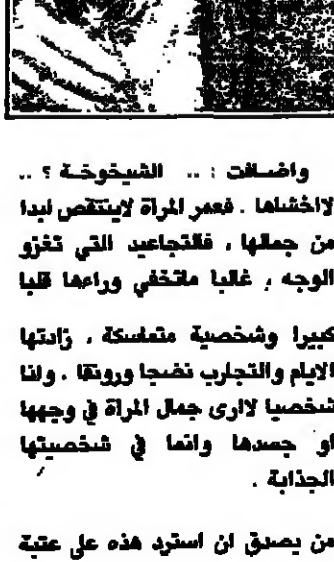 واضافت : .. الشيخوخة ؟ ..
لااخشاها . فعمر المراة لاينتقص ابدا
من جمالها ، فالتجاعيد التي تغزو
الوجه ، غالبا ماتخفي وراءها قلبا
كبيرا وشخصية متماسكة ، زادتها
الايام والتجارب نضجا ورونقا . وانا
شخصيا لاارى جمال المراة في وجهها
او جسدها وانما في شخصيتها
الجذابة .
من يصدق ان استرد هذه على عتبة